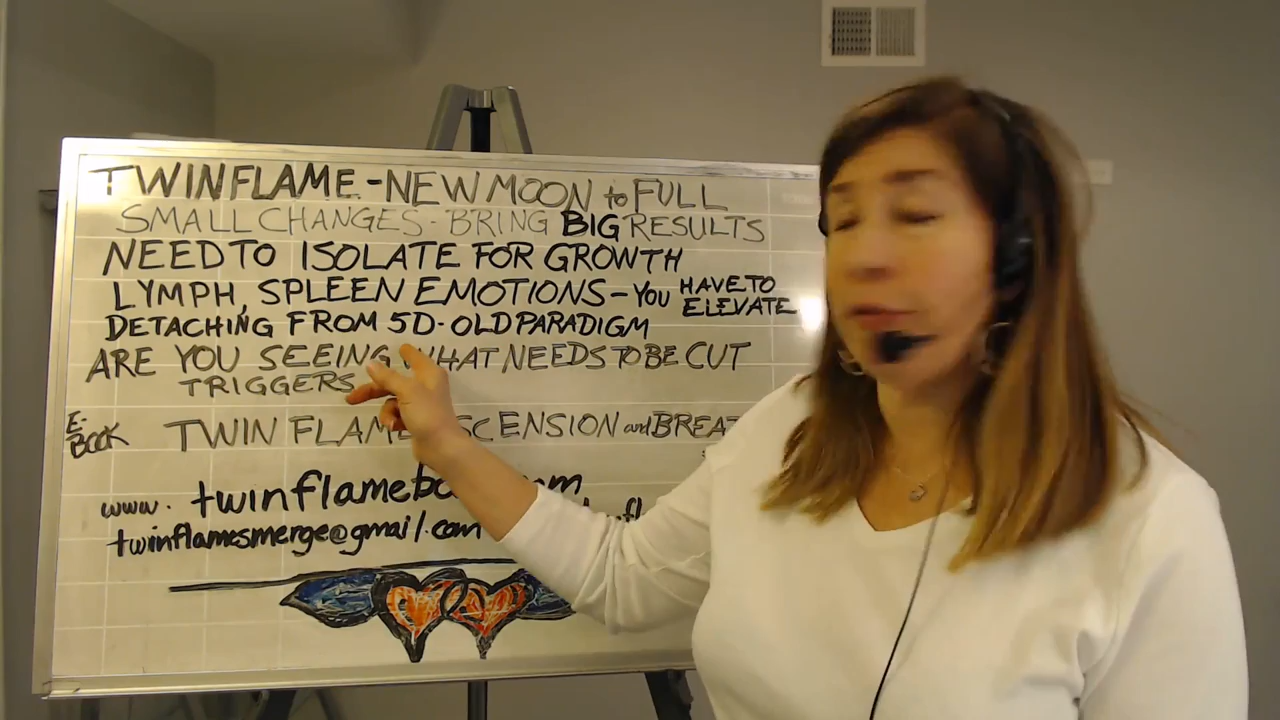 TWINFLAME - NEW MOON to FULL
SMALL CHANGES - BRING BIG RESULTS
NEED TO ISOLATE FOR GROWTH
LYMPH, SPLEEN EMOTIONS - YOU HAVE TO ELEVATE
DETACHING FROM 5D - OLD PARADIGM
ARE YOU SEEING WHAT NEEDS TO BE CUT
TRIGGERS
E-BOOK TWIN FLAME and
www.
twinflamesmerge@gmail.com